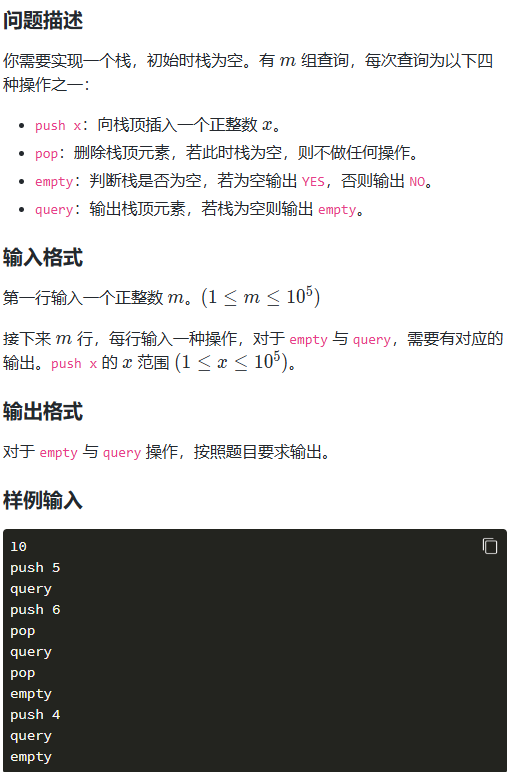 问题描述
你需要实现一个栈，初始时栈为空。有 m 组查询，每次查询为以下四
种操作之一：
• push x：向栈顶插入一个正整数 x。
• pop：删除栈顶元素，若此时栈为空，则不做任何操作。
• empty：判断栈是否为空，若为空输出 YES，否则输出 NO。
• query：输出栈顶元素，若栈为空则输出 empty。
输入格式
第一行输入一个正整数 m。(1 ≤ m ≤ 10⁵)
接下来 m 行，每行输入一种操作，对于 empty 与 query，需要有对应的
输出。push x 的 x 范围 (1 ≤ x ≤ 10⁵)。
输出格式
对于 empty 与 query 操作，按照题目要求输出。
样例输入
10
push 5
query
push 6
pop
query
pop
empty
push 4
query
empty